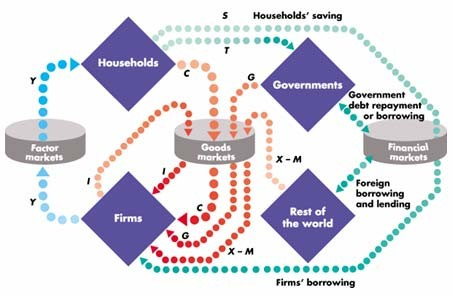 S Households' saving
T
Households
Y
C
G
Governments
Government
debt repayment
or borrowing
Factor
markets
Goods
markets
Financial
markets
I
I
X – M
Foreign
borrowing
and lending
Y
Firms
C
G
X – M
Rest of
the world
Firms' borrowing